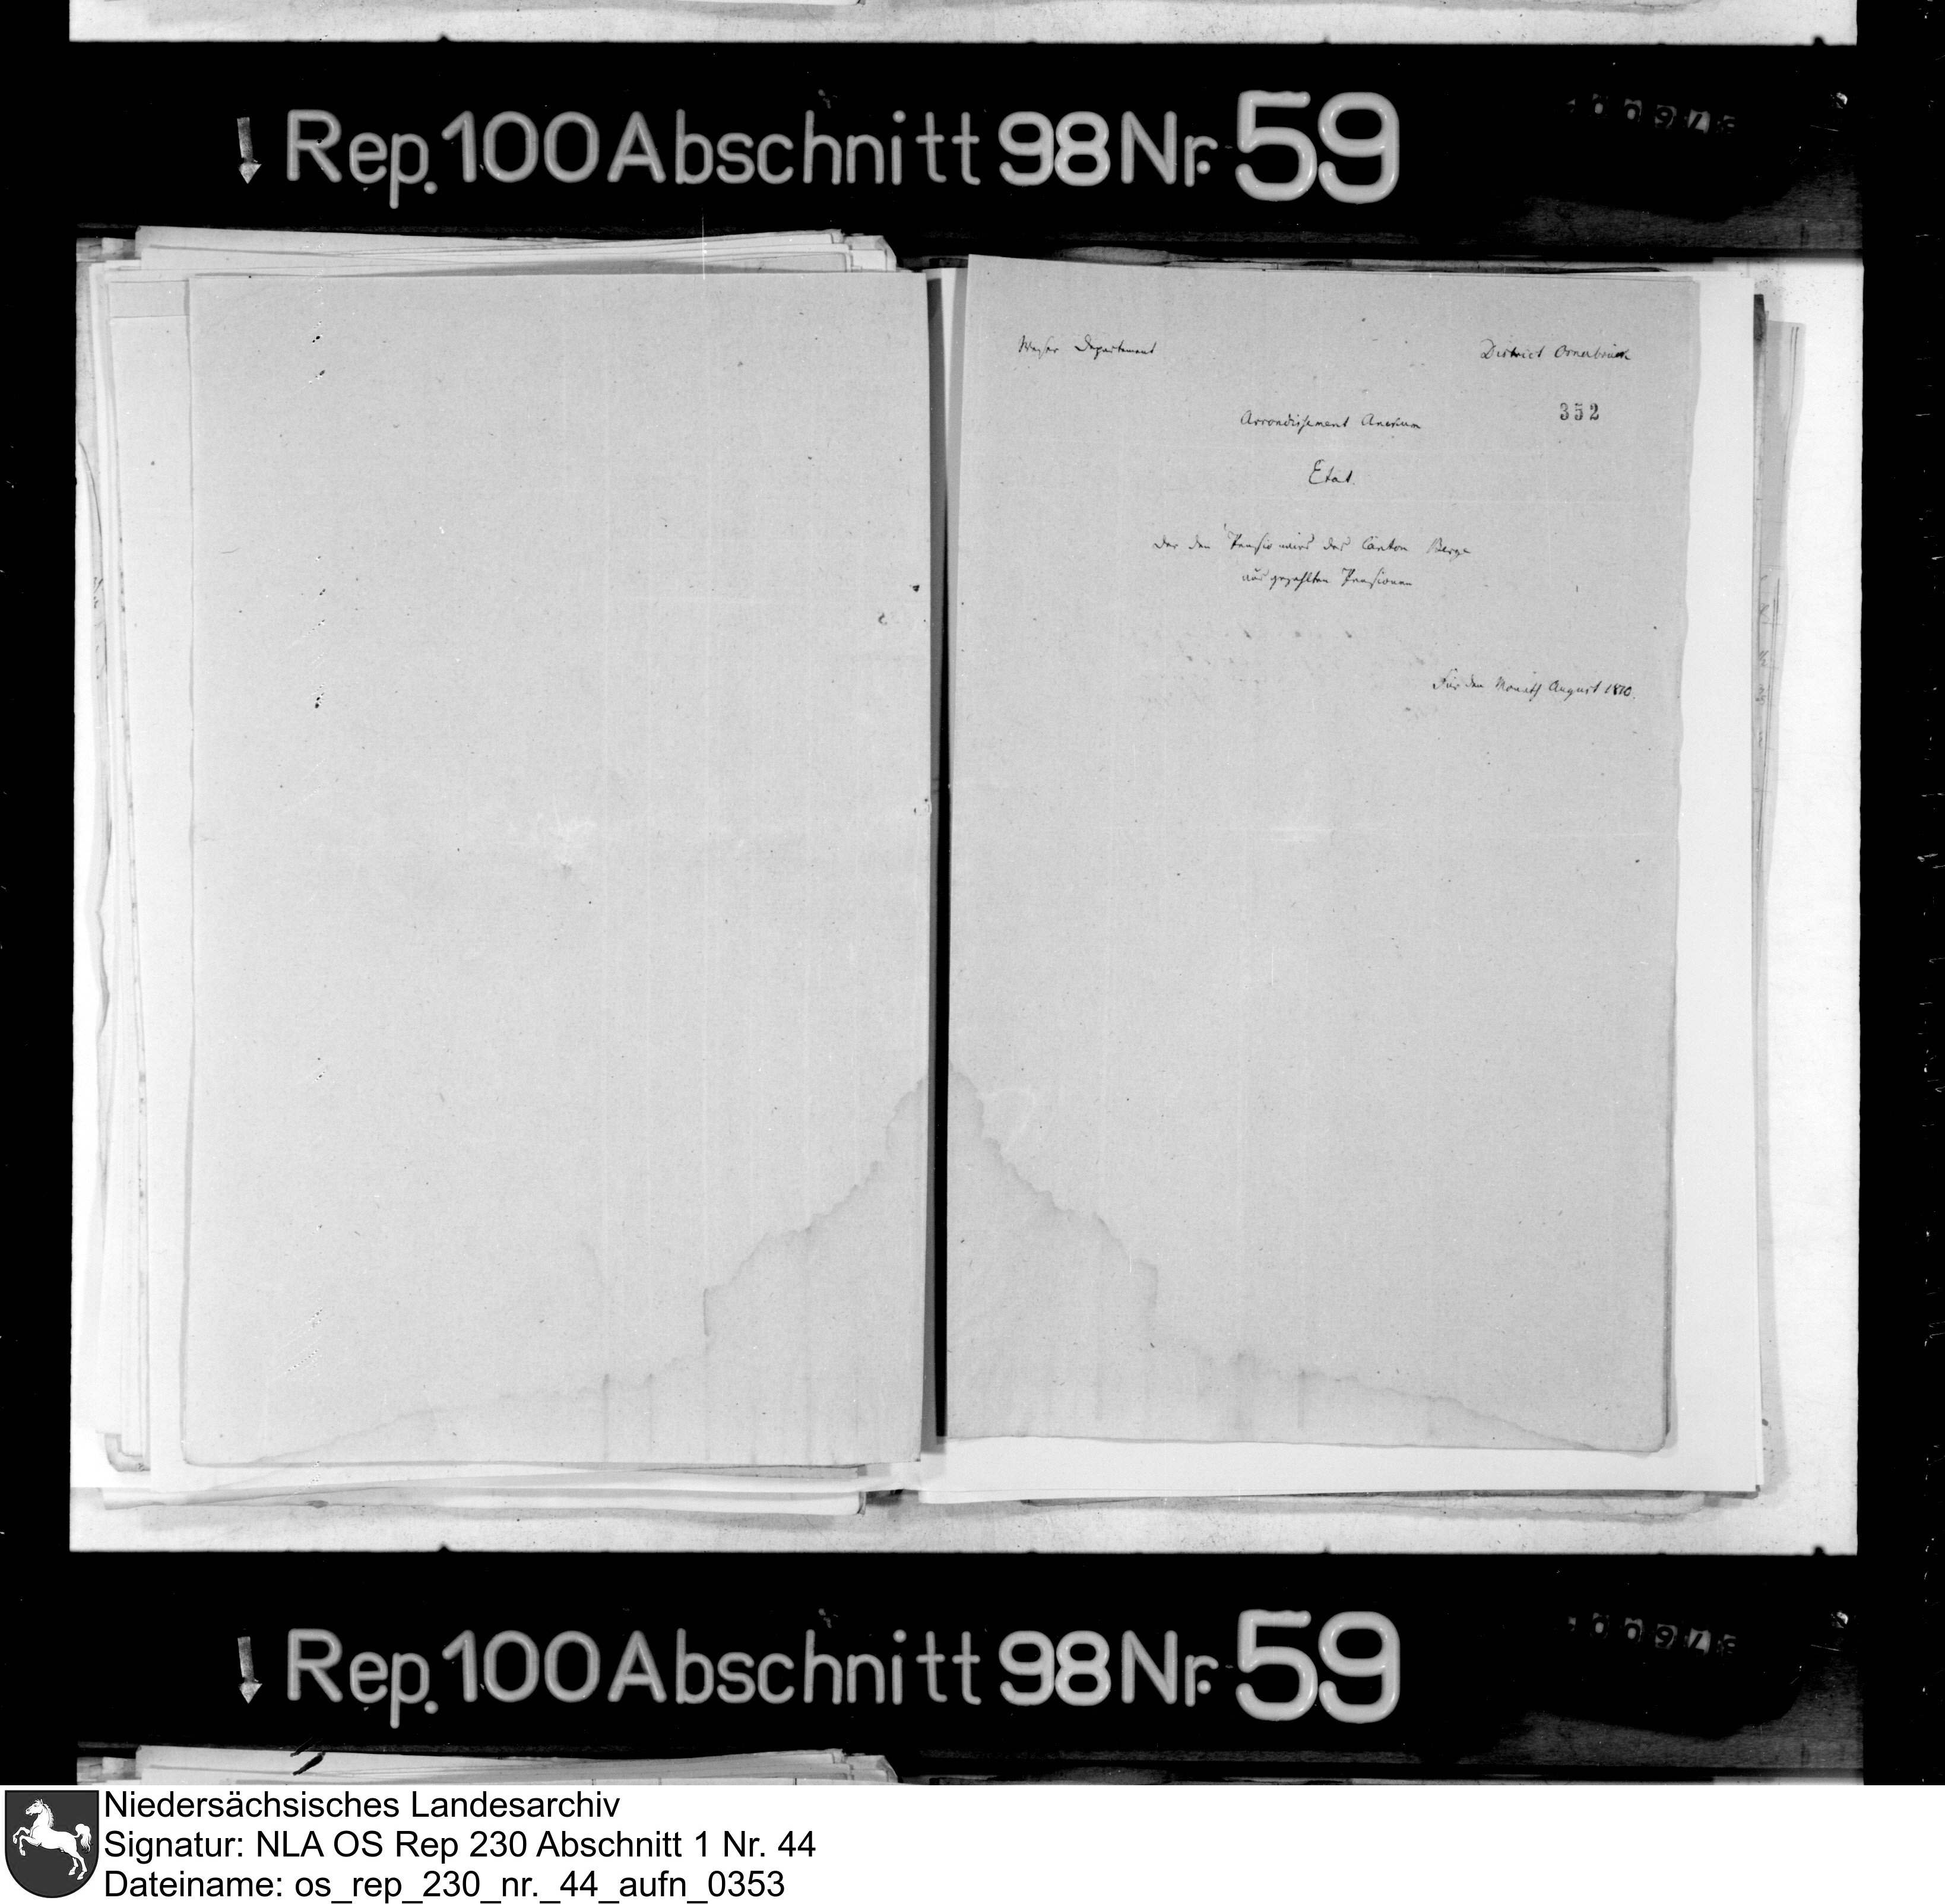 Rep. 100 Abschnitt 98 Nr. 59
Weser Departement
District Osnabrück
352
Arrondissement Ankum
Etat
der den Pensionairs des Canton Berge
ausgezahlten Pensionen
Für den Monath August 1810.
Rep. 100 Abschnitt 98 Nr. 59
Niedersächsisches Landesarchiv
Signatur: NLA OS Rep 230 Abschnitt 1 Nr. 44
Dateiname: os_rep_230_nr._44_aufn_0353